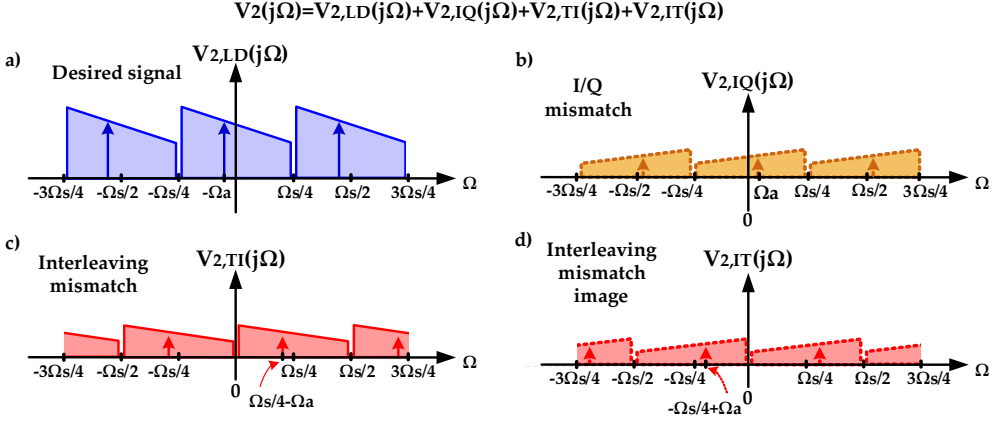 V2(jΩ)=V2,LD(jΩ)+V2,IQ(jΩ)+V2,TI(jΩ)+V2,IT(jΩ)
a)
Desired signal
V2,LD(jΩ)
-3Ωs/4 -Ωs/2 -Ωs/4 -Ωa Ωs/4 Ωs/2 3Ωs/4 Ω
b)
I/Q
mismatch
V2,IQ(jΩ)
-3Ωs/4 -Ωs/2 -Ωs/4 Ωa Ωs/4 Ωs/2 3Ωs/4 Ω
0
c)
Interleaving
mismatch
V2,TI(jΩ)
-3Ωs/4 -Ωs/2 -Ωs/4 Ωs/4 Ωs/2 3Ωs/4 Ω
0
Ωs/4-Ωa
d)
Interleaving
mismatch
image
V2,IT(jΩ)
-3Ωs/4 -Ωs/2 -Ωs/4 Ωs/4 Ωs/2 3Ωs/4 Ω
0
-Ωs/4+Ωa